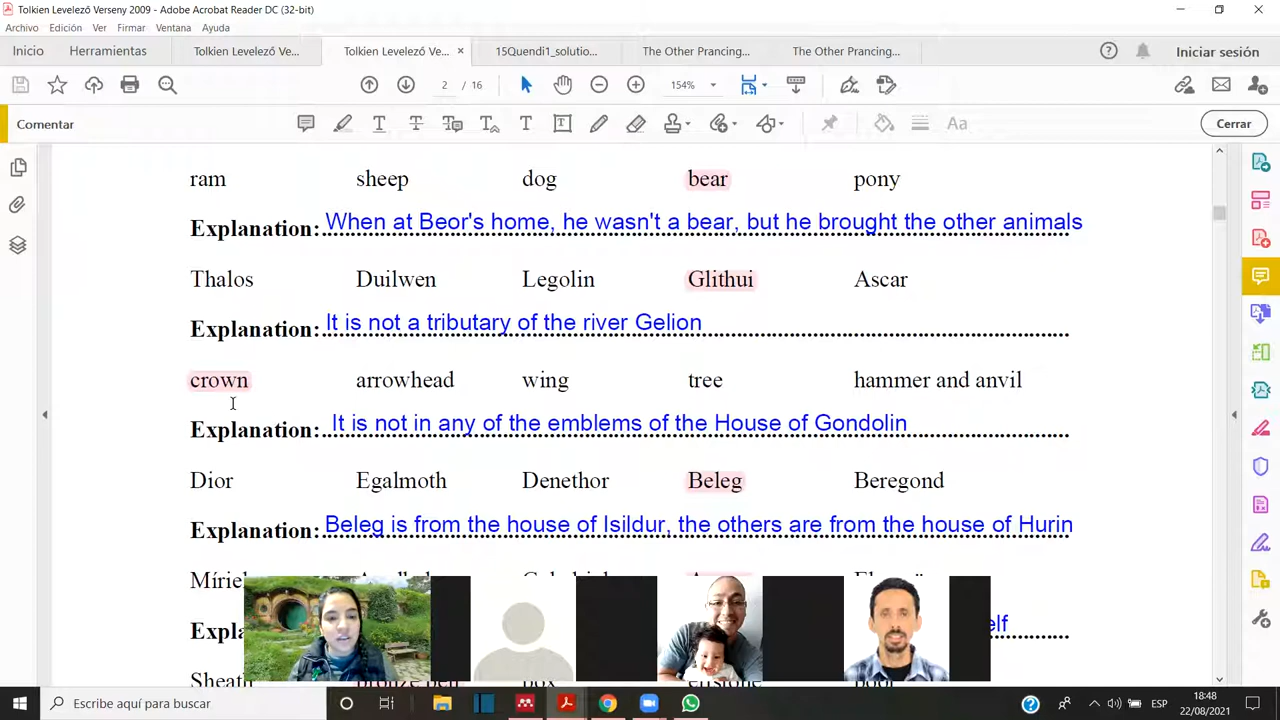 Tolkien Levelező Verseny 2009 - Adobe Acrobat Reader DC (32-bit)
Archivo Edición Ver Firmar Ventana Ayuda
Inicio Herramientas Tolkien Levelező Ve... Tolkien Levelező Ve... × 15Quendi1_solutio... The Other Prancing... The Other Prancing... Iniciar sesión
2 / 16 154%
Comentar Aa Cerrar
ram sheep dog bear pony
Explanation: When at Beor's home, he wasn't a bear, but he brought the other animals
Thalos Duilwen Legolin Glithui Ascar
Explanation: It is not a tributary of the river Gelion
crown arrowhead wing tree hammer and anvil
Explanation: It is not in any of the emblems of the House of Gondolin
Dior Egalmoth Denethor Beleg Beregond
Explanation: Beleg is from the house of Isildur, the others are from the house of Hurin
Sheath
Escribe aquí para buscar
ESP
18:48
22/08/2021